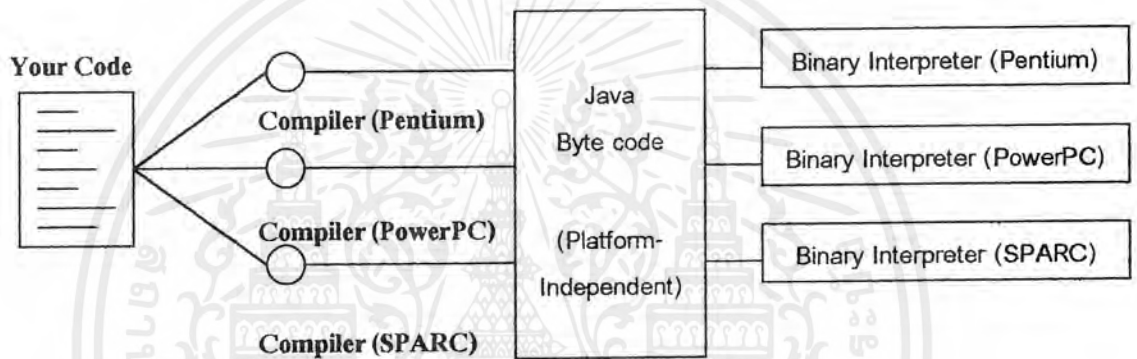 Your Code
Compiler (Pentium)
Compiler (PowerPC)
Compiler (SPARC)
Java
Byte code
(Platform-
Independent)
Binary Interpreter (Pentium)
Binary Interpreter (PowerPC)
Binary Interpreter (SPARC)